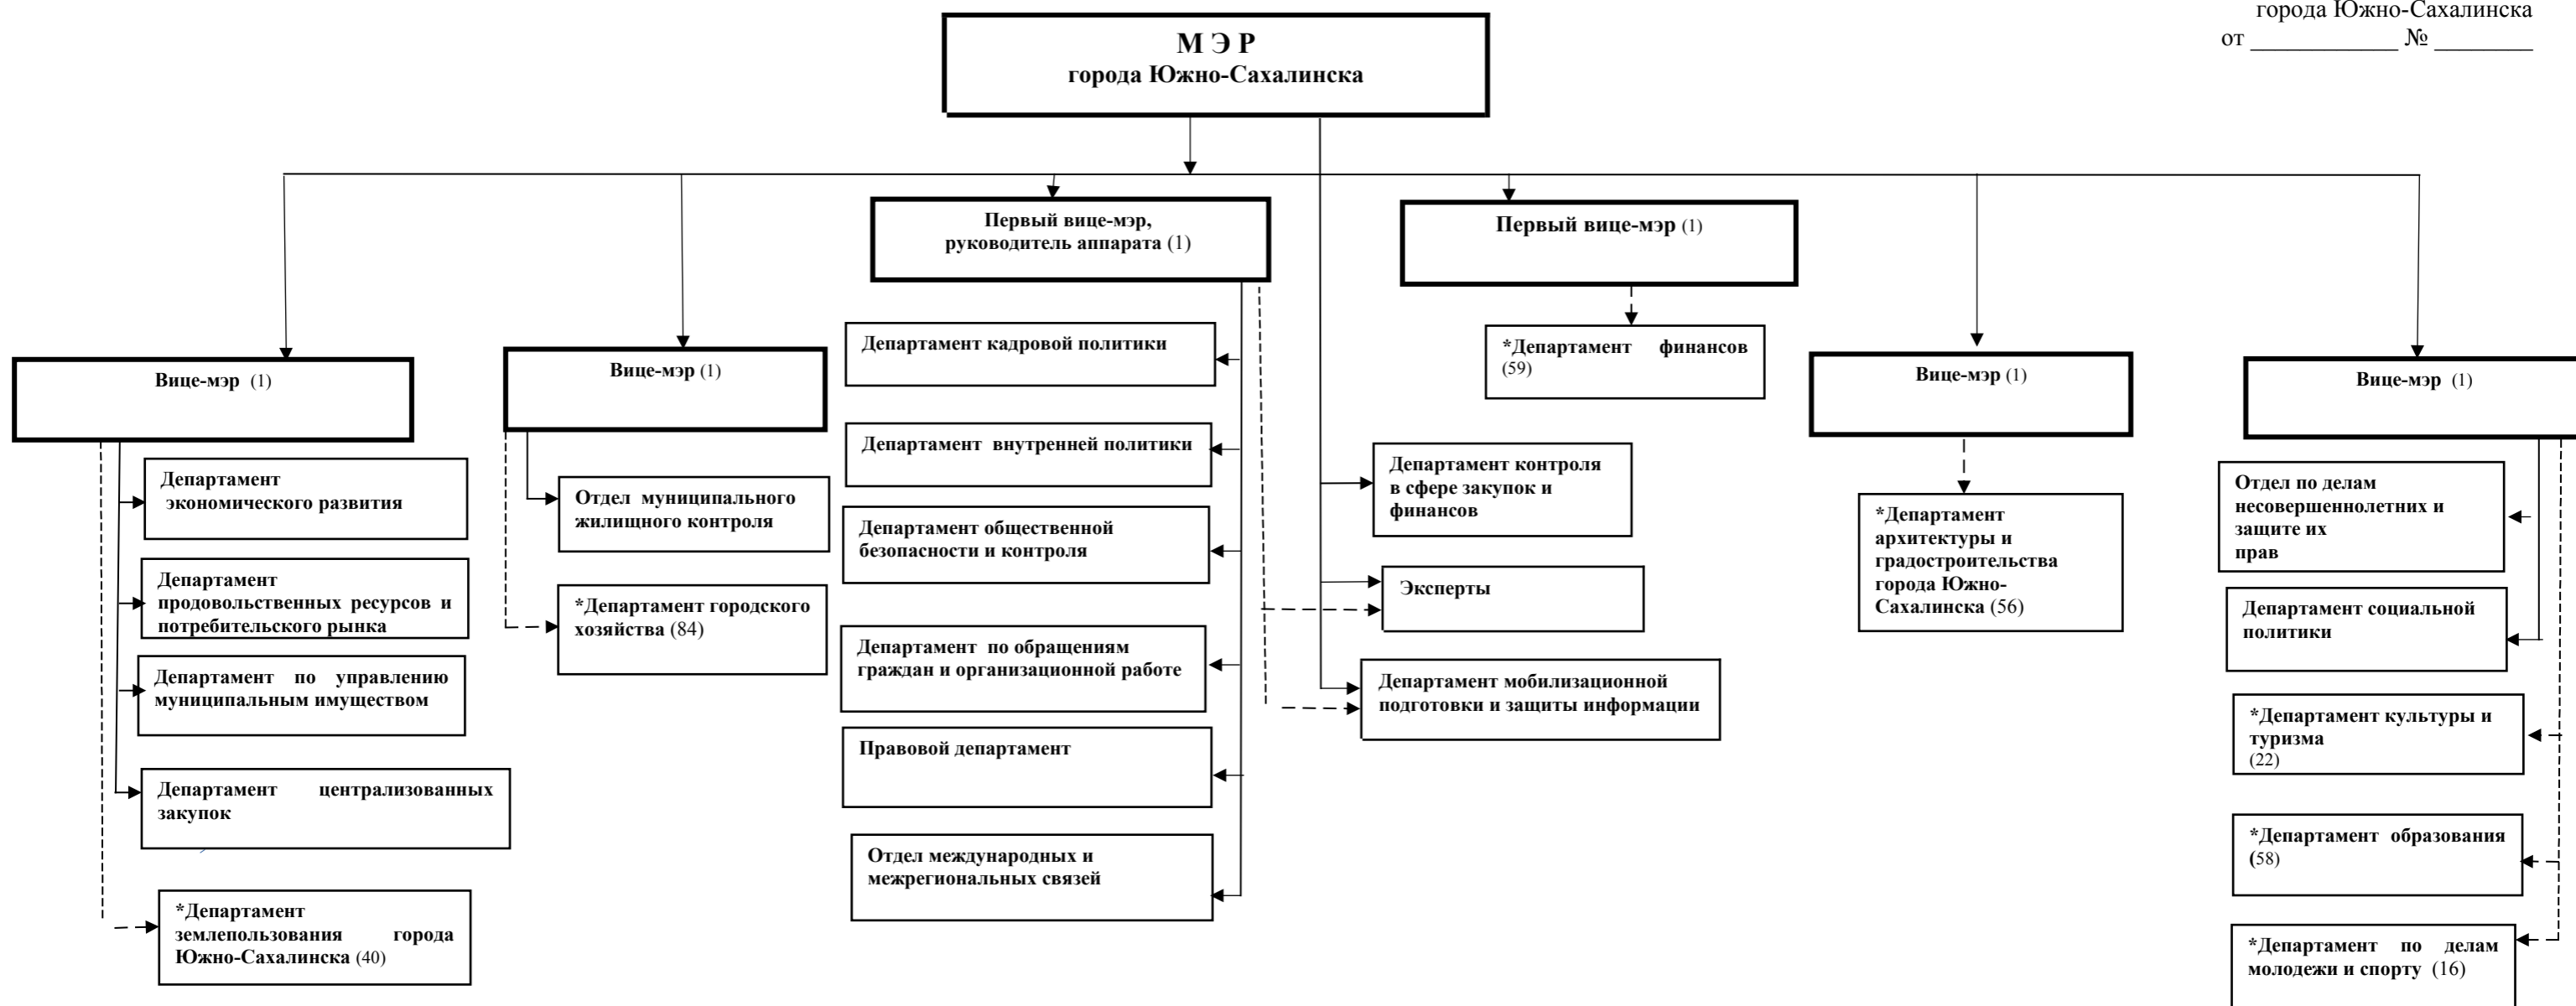 города Южно-Сахалинска
от ____________ № ________
М Э Р
города Южно-Сахалинска
Первый вице-мэр,
руководитель аппарата (1)
Первый вице-мэр (1)
Вице-мэр (1)
Вице-мэр (1)
Вице-мэр (1)
Вице-мэр (1)
Департамент
экономического развития
Департамент
продовольственных ресурсов и
потребительского рынка
Департамент по управлению
муниципальным имуществом
Департамент централизованных
закупок
*Департамент
землепользования города
Южно-Сахалинска (40)
Отдел муниципального
жилищного контроля
*Департамент городского
хозяйства (84)
Департамент кадровой политики
Департамент внутренней политики
Департамент общественной
безопасности и контроля
Департамент по обращениям
граждан и организационной работе
Правовой департамент
Отдел международных и
межрегиональных связей
*Департамент финансов
(59)
Департамент контроля
в сфере закупок и
финансов
Эксперты
Департамент мобилизационной
подготовки и защиты информации
*Департамент
архитектуры и
градостроительства
города Южно-
Сахалинска (56)
Отдел по делам
несовершеннолетних и
защите их
прав
Департамент социальной
политики
*Департамент культуры и
туризма
(22)
*Департамент образования
(58)
*Департамент по делам
молодежи и спорту (16)